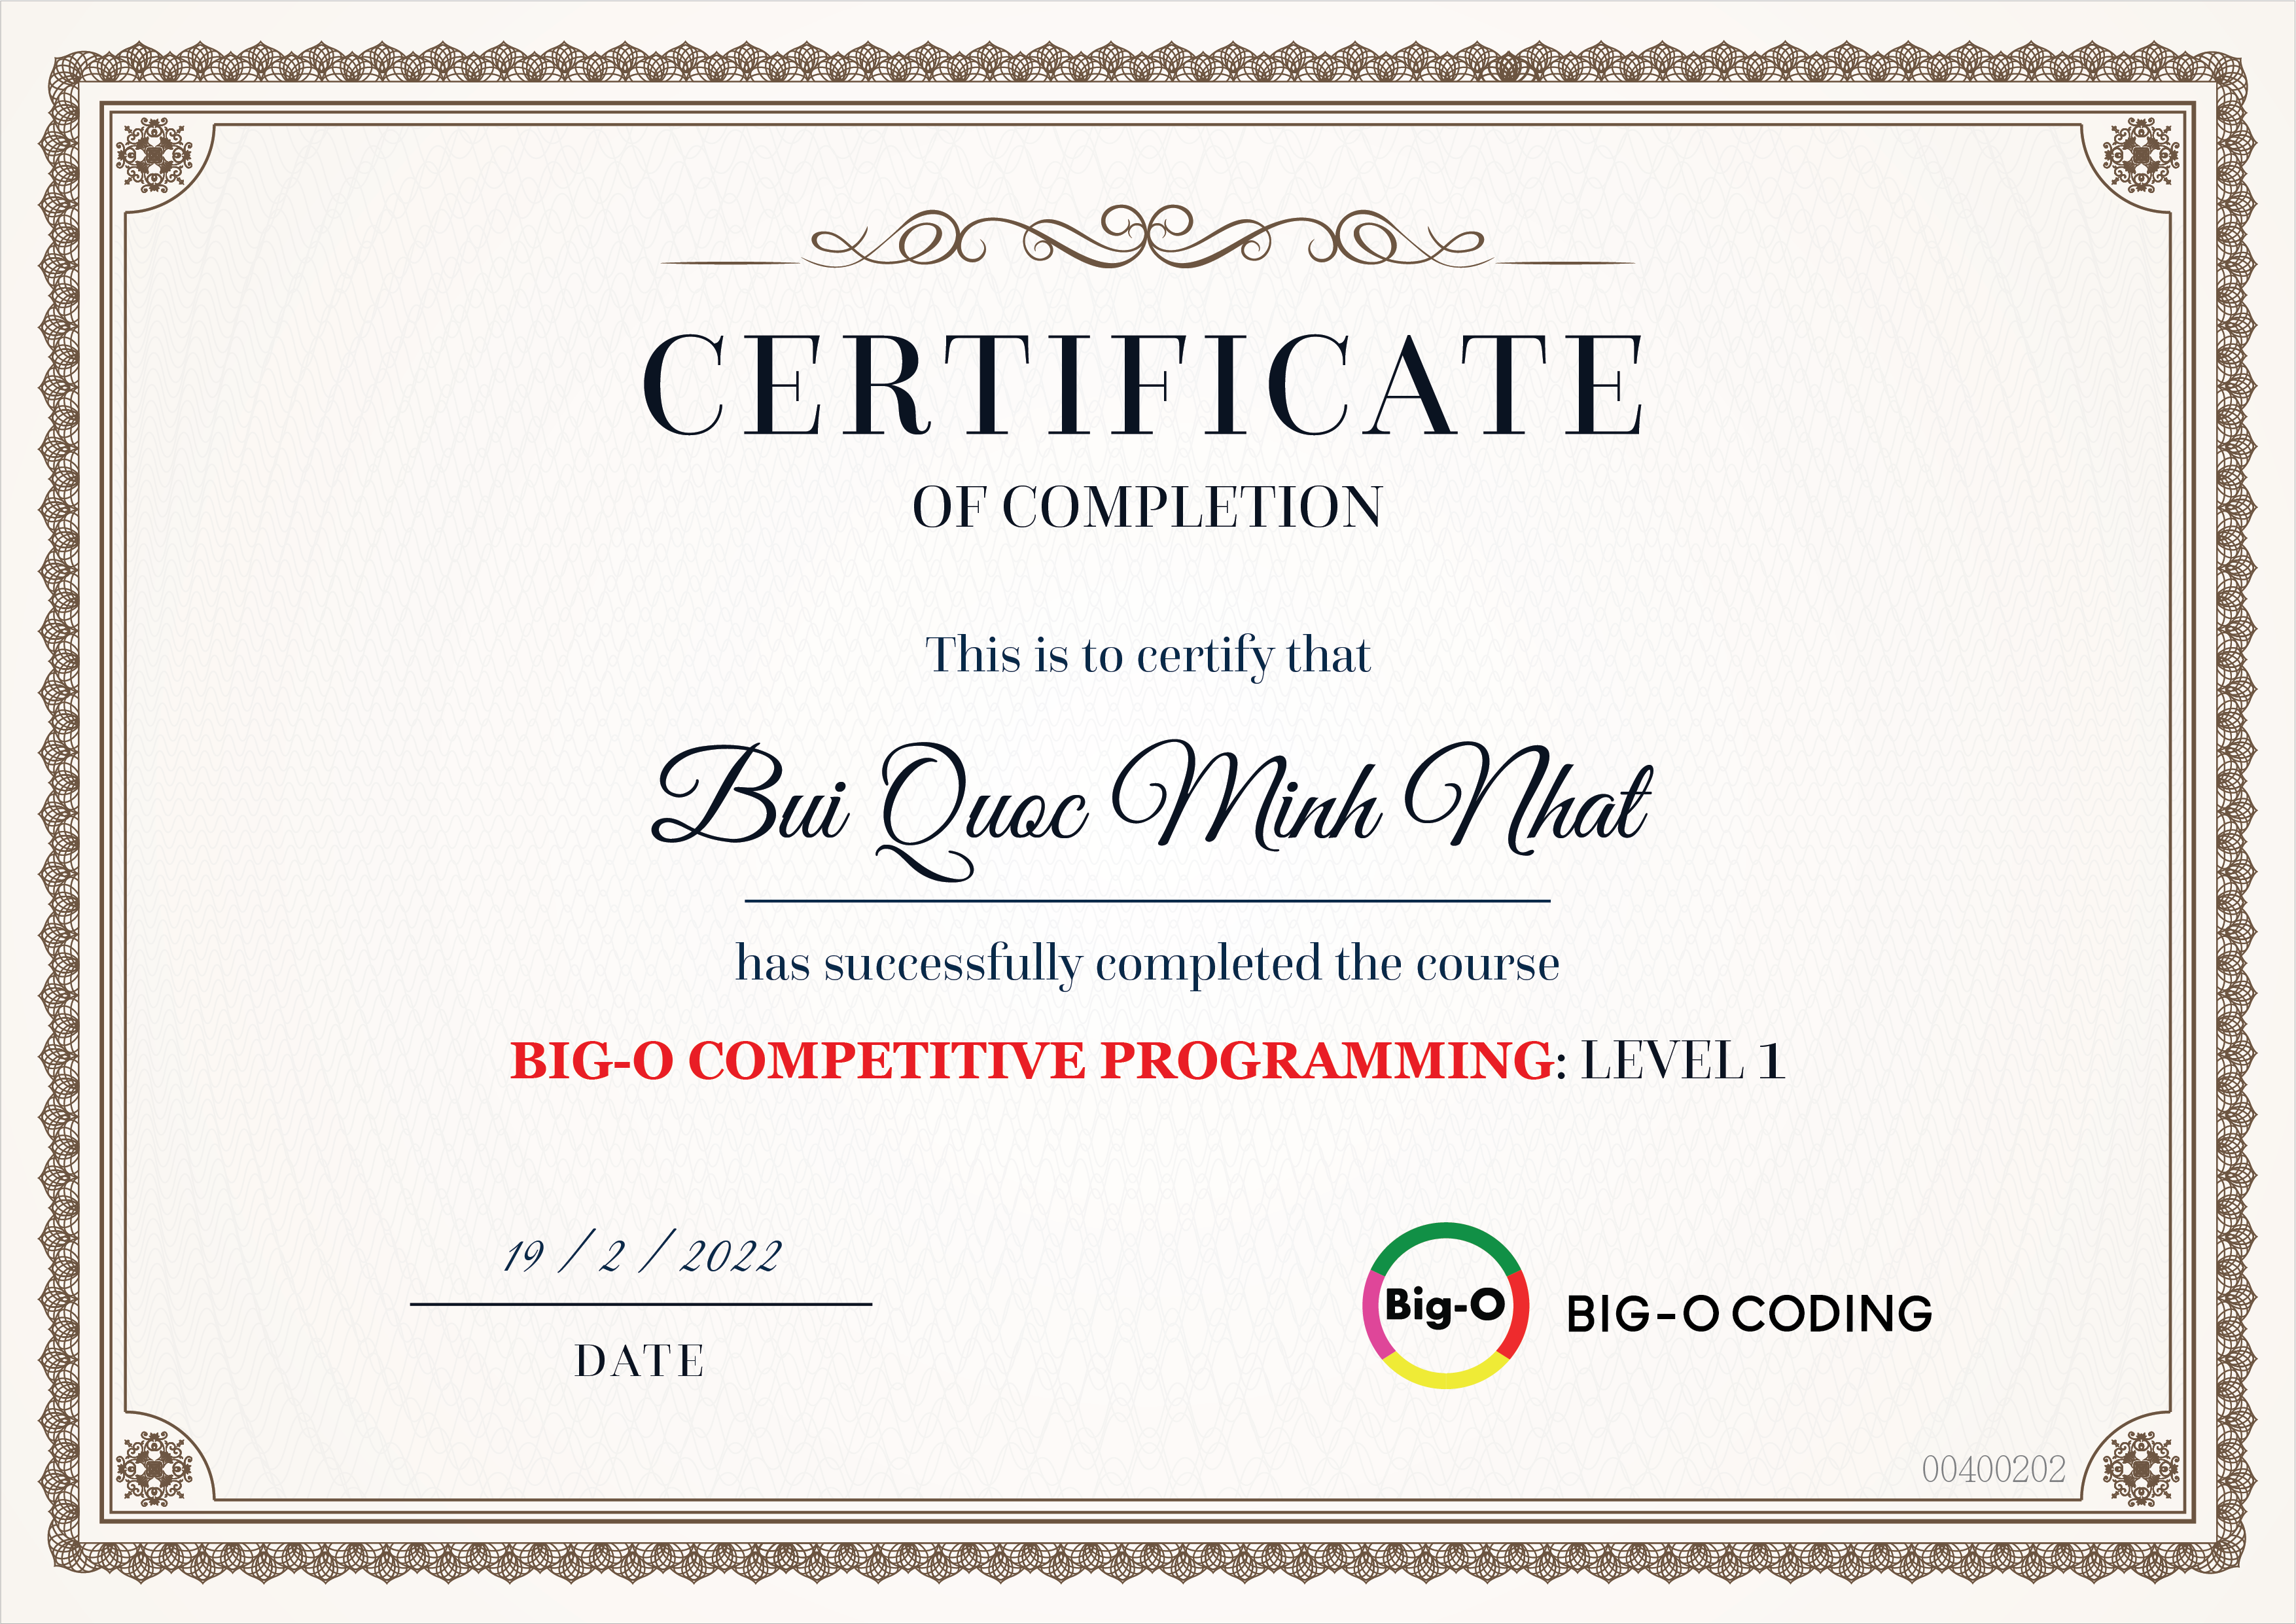 CERTIFICATE
OF COMPLETION
This is to certify that
Bui Quoc Minh Nhat
has successfully completed the course
BIG-O COMPETITIVE PROGRAMMING: LEVEL 1
19 / 2 / 2022
DATE
Big-O
BIG-O CODING
00400202